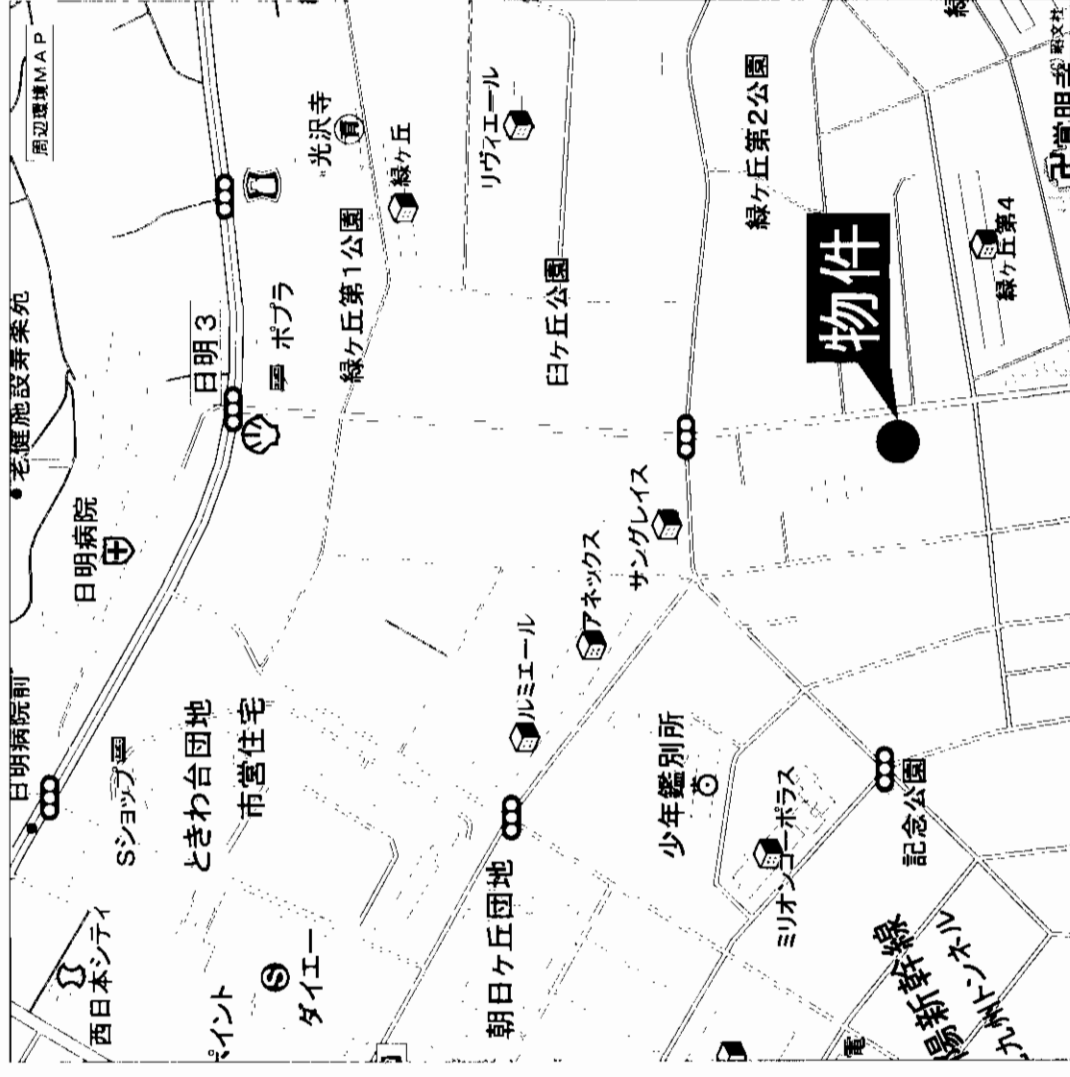 周辺環境MAP
老健施設寿楽苑
日明病院
日明病院前
Sショップ
西日本シティ
日明3
ポプラ
光沢寺
緑ヶ丘第1公園
緑ヶ丘
ときわ台団地
市営住宅
ダイエー
リヴィエール
臼ヶ丘公園
ルミエール
アネックス
サングレイス
朝日ヶ丘団地
緑ヶ丘第2公園
物件
少年鑑別所
ミリオンコーポラス
記念公園
緑ヶ丘第4
陽新幹線
九州トンネル
昭文社